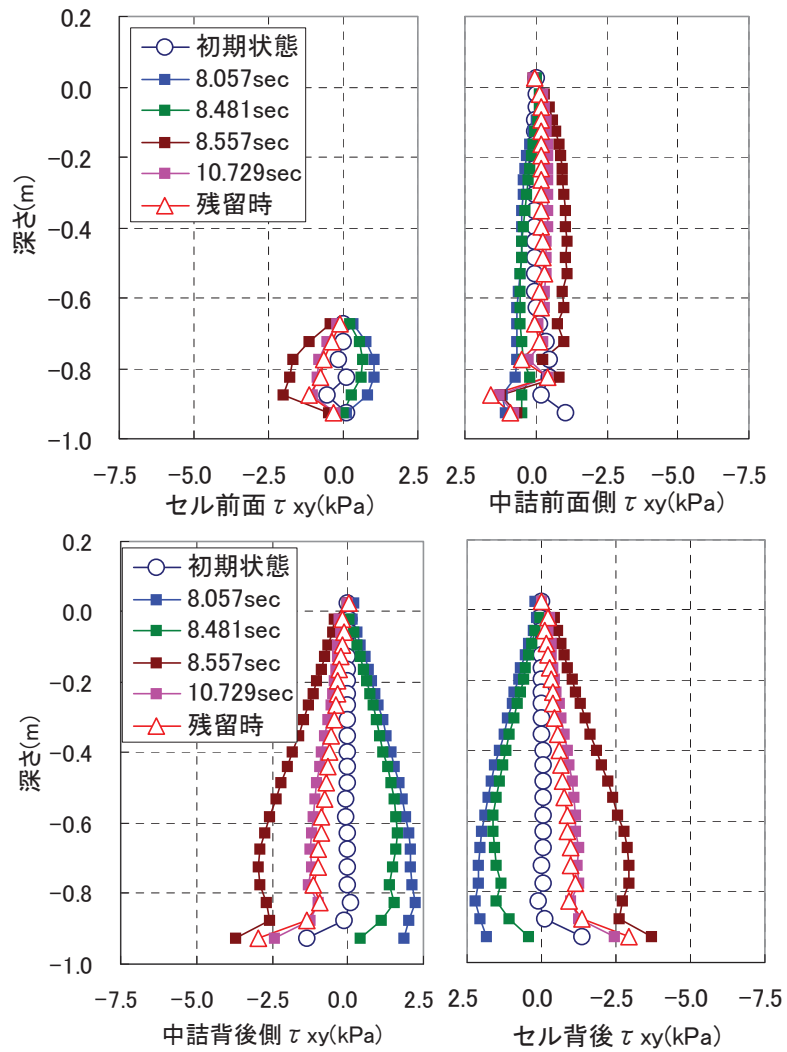 0.2
0.0
−0.2
−0.4
−0.6
−0.8
−1.0
深さ(m)
初期状態
8.057sec
8.481sec
8.557sec
10.729sec
残留時
−7.5
−5.0
−2.5
0.0
2.5
セル前面 τ xy(kPa)
2.5
0.0
−2.5
−5.0
−7.5
中詰前面側 τ xy(kPa)
0.2
0.0
−0.2
−0.4
−0.6
−0.8
−1.0
深さ(m)
初期状態
8.057sec
8.481sec
8.557sec
10.729sec
残留時
−7.5
−5.0
−2.5
0.0
2.5
中詰背後側 τ xy(kPa)
2.5
0.0
−2.5
−5.0
−7.5
セル背後 τ xy(kPa)